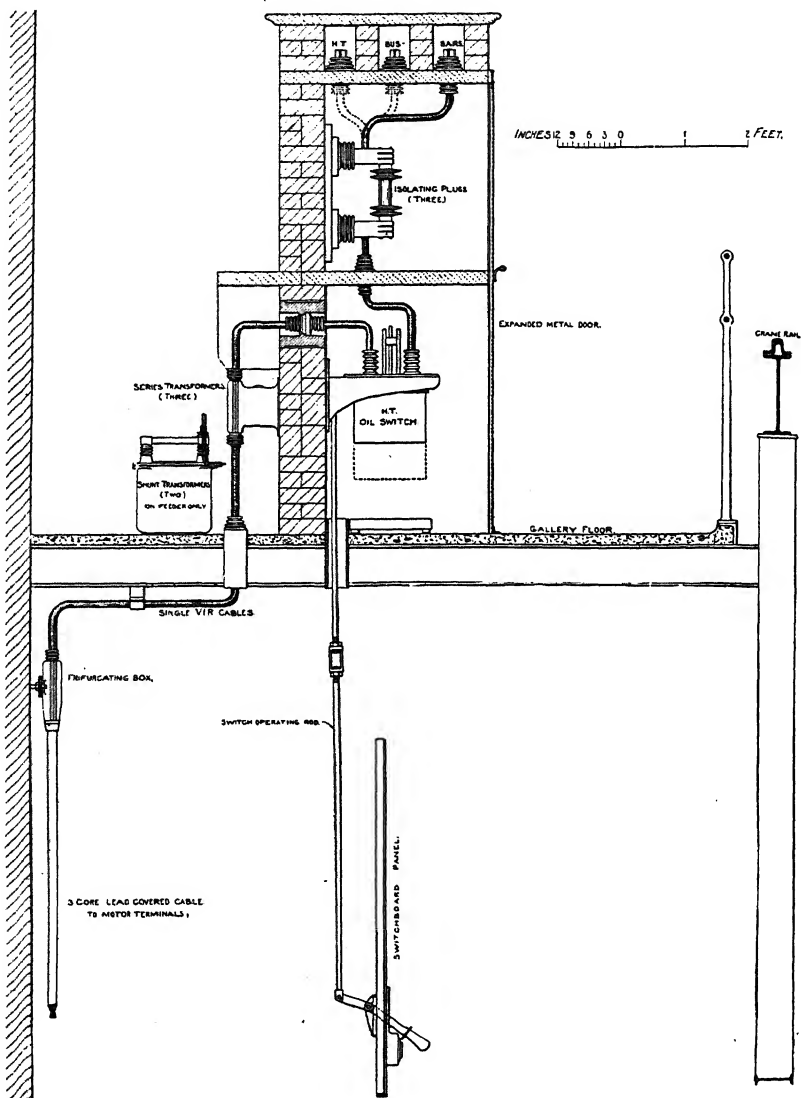 H T BUS- BARS
INCHES 12 9 6 3 0 1 2 FEET.
ISOLATING PLUGS
(THREE)
EXPANDED METAL DOOR.
CRANE RAIL
SERIES TRANSFORMERS
(THREE)
H.T.
OIL SWITCH
SHUNT TRANSFORMERS
(TWO)
ON FEEDER ONLY
GALLERY FLOOR.
SINGLE VIR CABLES
TRIFURCATING BOX.
SWITCH OPERATING ROD.
SWITCHBOARD PANEL.
3 CORE LEAD COVERED CABLE
TO MOTOR TERMINALS,